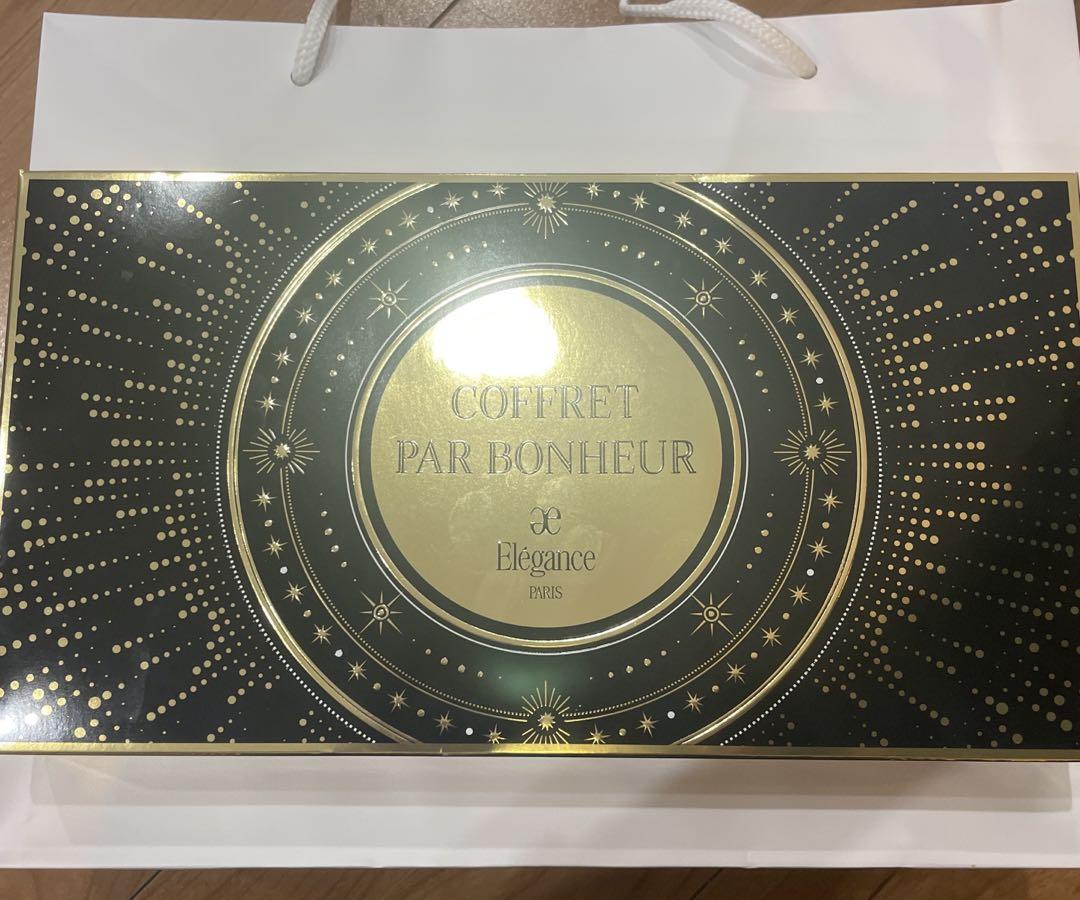 COFFRET
PAR BONHEUR
æ
Elégance
PARIS